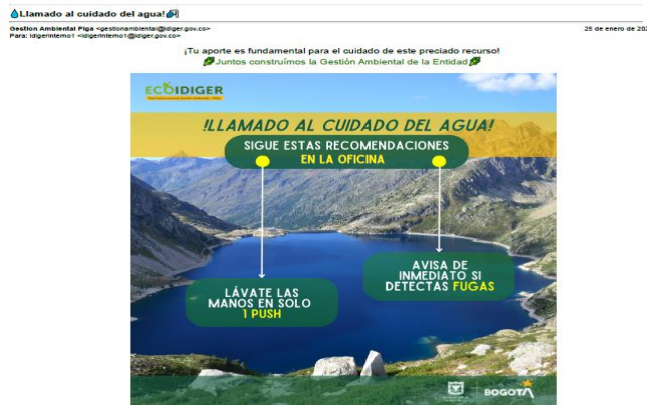 Llamado al cuidado del agua!
Gestion Ambiental Piga <gestionambiental@idiger.gov.co>
25 de enero de 202
Para: idigerinterno1 <idigerinterno1@idiger.gov.co>
¡Tu aporte es fundamental para el cuidado de este preciado recurso!
Juntos construímos la Gestión Ambiental de la Entidad
ECOIDIGER
!LLAMADO AL CUIDADO DEL AGUA!
SIGUE ESTAS RECOMENDACIONES
EN LA OFICINA
LÁVATE LAS
MANOS EN SOLO
1 PUSH
AVISA DE
INMEDIATO SI
DETECTAS FUGAS
BOGOTÁ